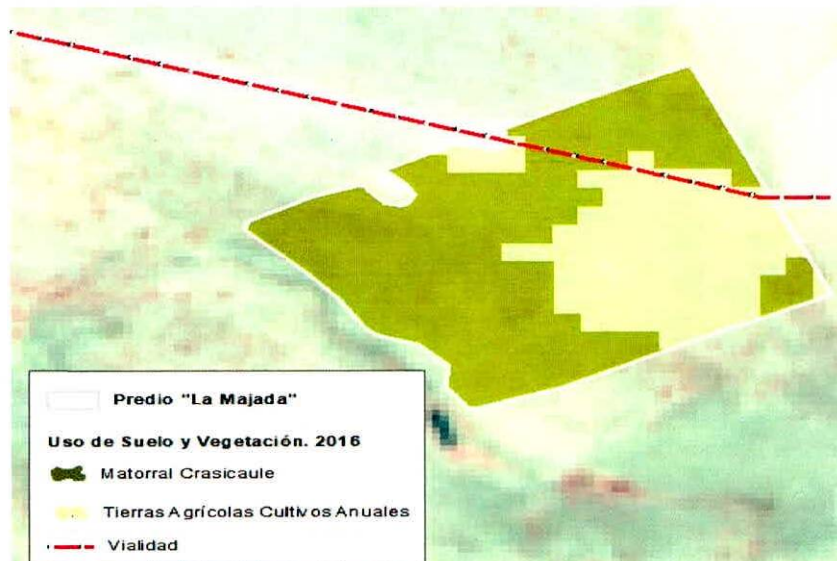 Predio "La Majada"
Uso de Suelo y Vegetación. 2016
Matorral Crasicaule
Tierras Agrícolas Cultivos Anuales
Vialidad